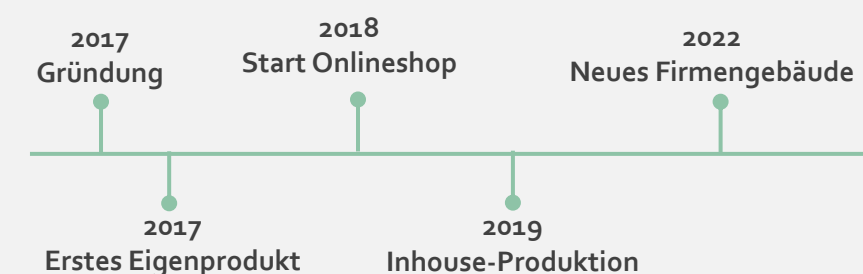 2017
Gründung
2017
Erstes Eigenprodukt
2018
Start Onlineshop
2019
Inhouse-Produktion
2022
Neues Firmengebäude